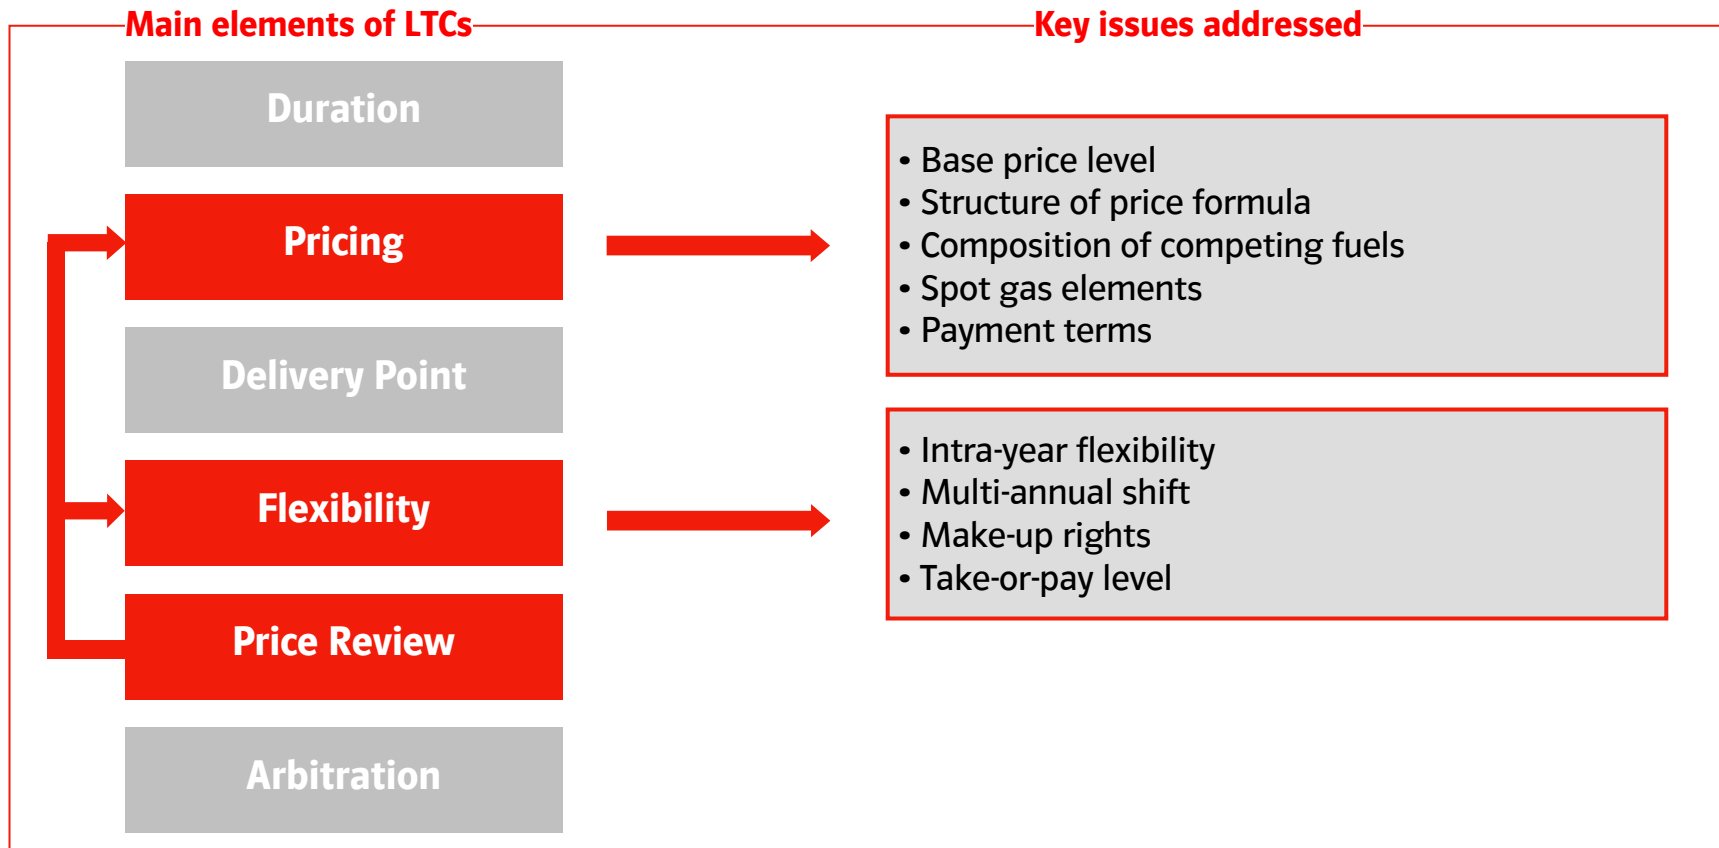 Main elements of LTCs
Key issues addressed
Duration
Pricing
Delivery Point
Flexibility
Price Review
Arbitration
• Base price level
• Structure of price formula
• Composition of competing fuels
• Spot gas elements
• Payment terms
• Intra-year flexibility
• Multi-annual shift
• Make-up rights
• Take-or-pay level